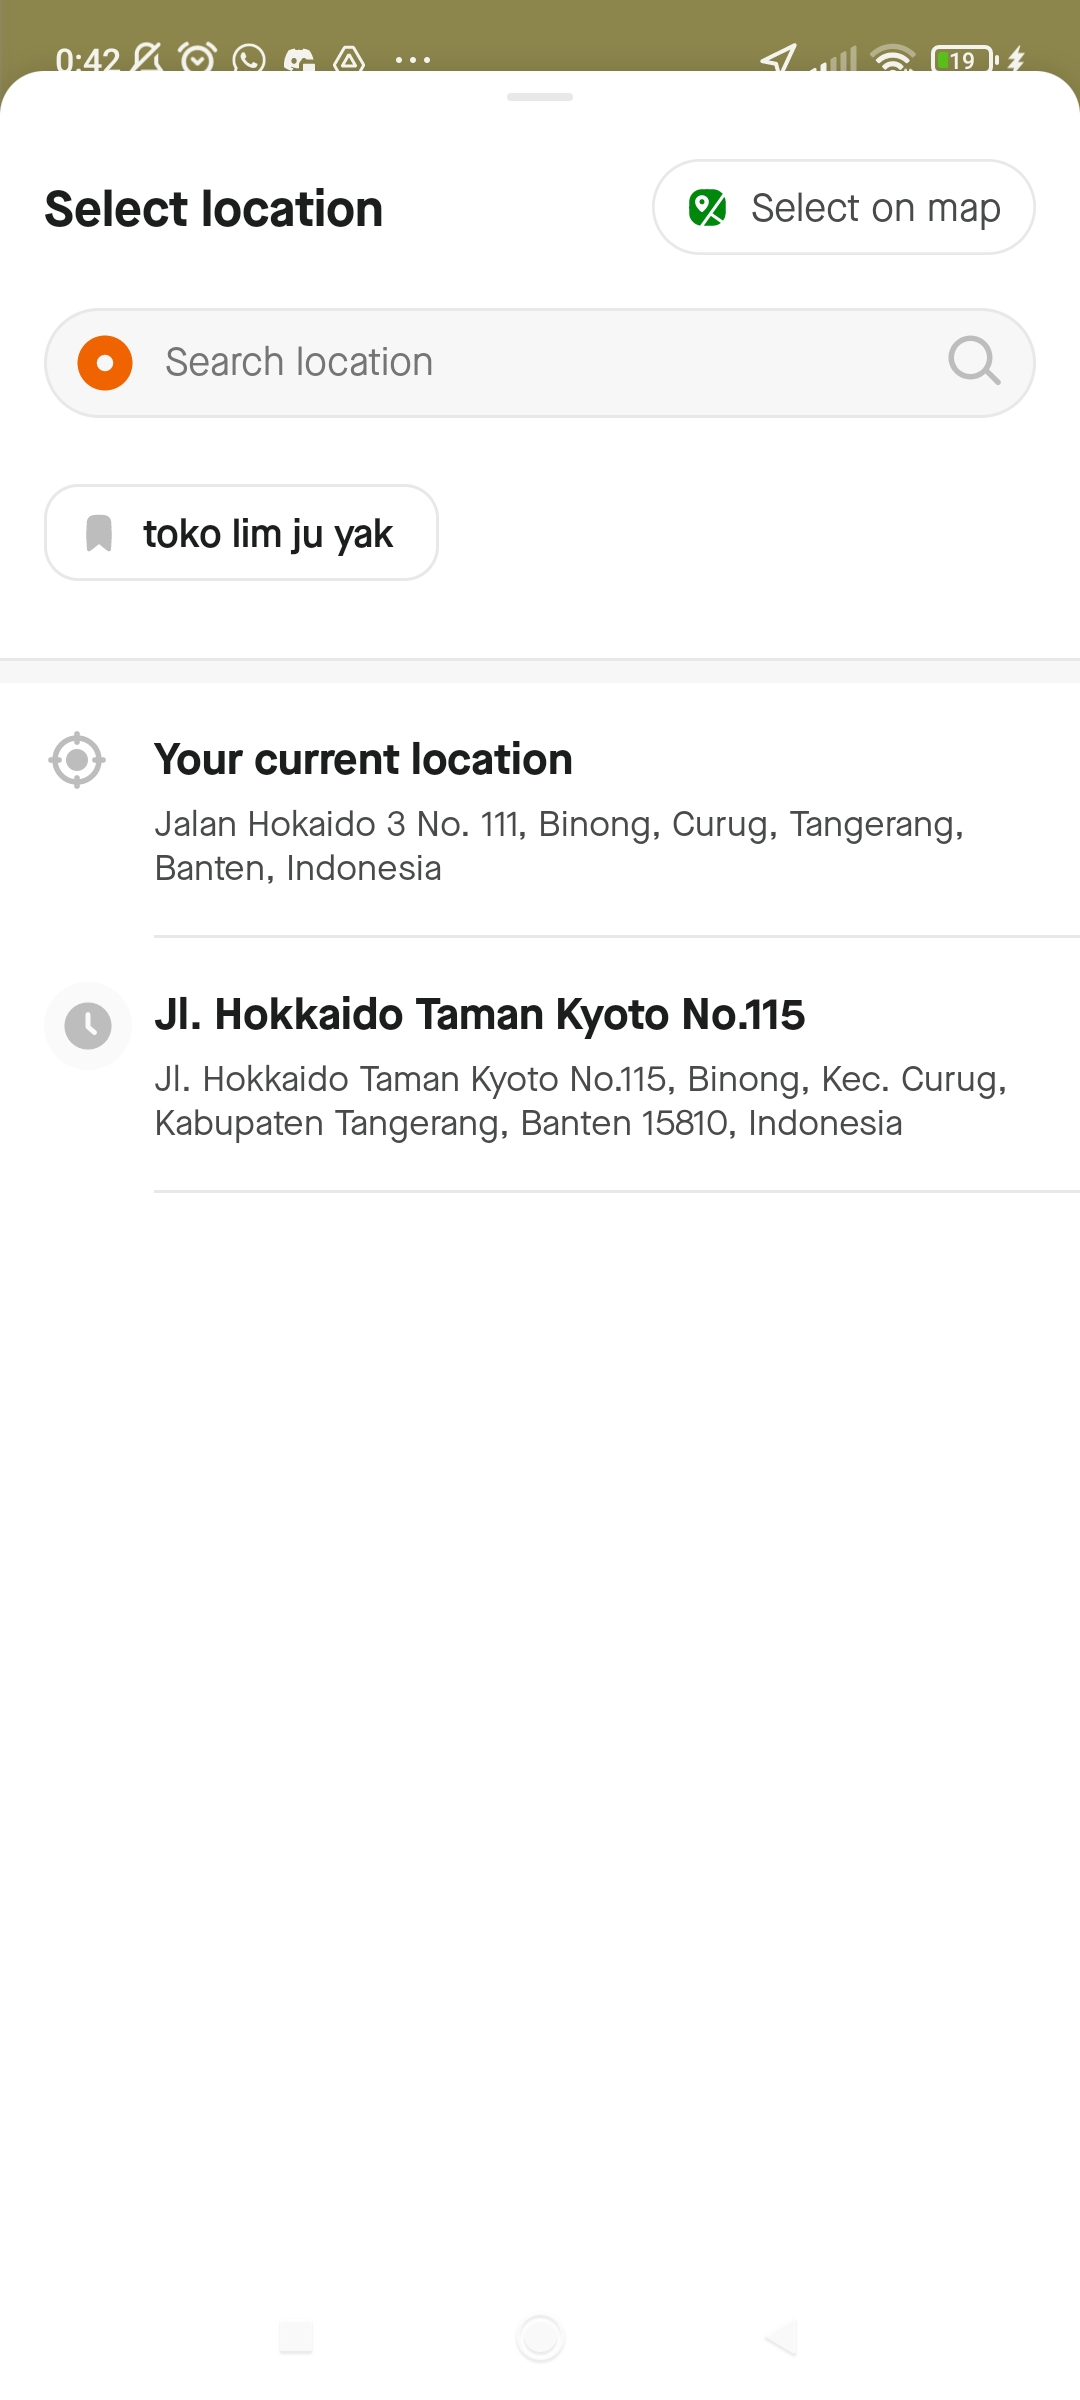 0:42
19
Select location
Select on map
Search location
toko lim ju yak
Your current location
Jalan Hokaido 3 No. 111, Binong, Curug, Tangerang,
Banten, Indonesia
Jl. Hokkaido Taman Kyoto No.115
Jl. Hokkaido Taman Kyoto No.115, Binong, Kec. Curug,
Kabupaten Tangerang, Banten 15810, Indonesia